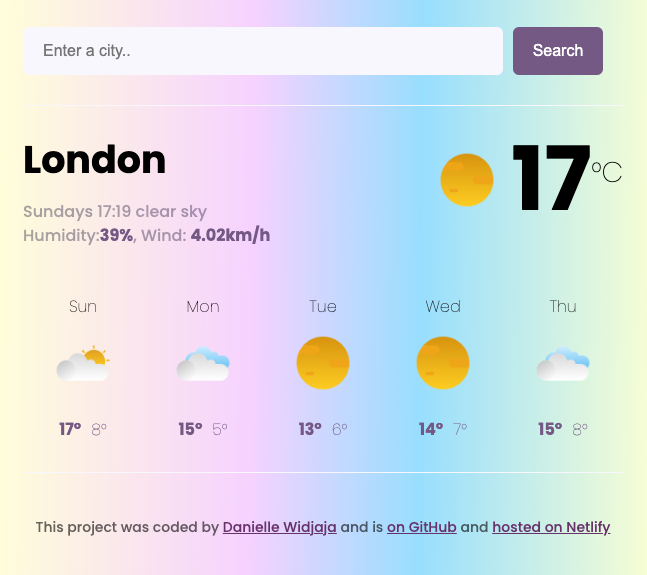 Enter a city..
Search
London
17
°C
Sundays 17:19 clear sky
Humidity:39%, Wind: 4.02km/h
Sun Mon Tue Wed Thu
17° 8° 15° 5° 13° 6° 14° 7° 15° 8°
This project was coded by Danielle Widjaja and is on GitHub and hosted on Netlify